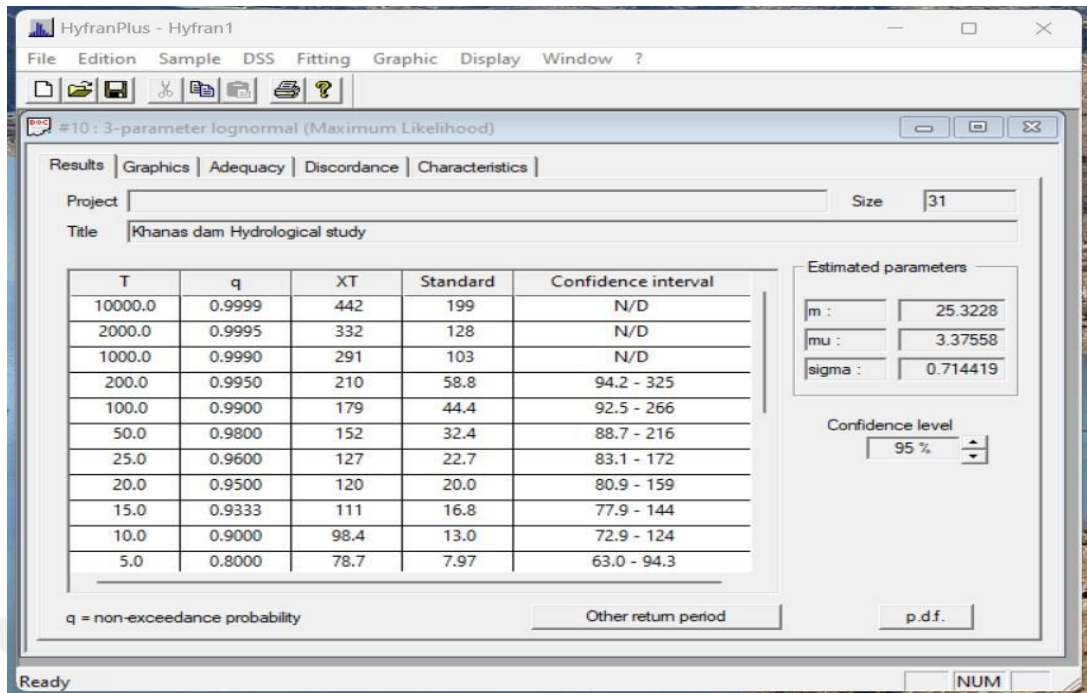 HyfranPlus - Hyfran1
File Edition Sample DSS Fitting Graphic Display Window ?
#10 : 3-parameter lognormal (Maximum Likelihood)
Results Graphics Adequacy Discordance Characteristics
Project Size 31
Title Khanas dam Hydrological study
T q XT Standard Confidence interval
10000.0 0.9999 442 199 N/D
2000.0 0.9995 332 128 N/D
1000.0 0.9990 291 103 N/D
200.0 0.9950 210 58.8 94.2 - 325
100.0 0.9900 179 44.4 92.5 - 266
50.0 0.9800 152 32.4 88.7 - 216
25.0 0.9600 127 22.7 83.1 - 172
20.0 0.9500 120 20.0 80.9 - 159
15.0 0.9333 111 16.8 77.9 - 144
10.0 0.9000 98.4 13.0 72.9 - 124
5.0 0.8000 78.7 7.97 63.0 - 94.3
Estimated parameters
m : 25.3228
mu : 3.37558
sigma : 0.714419
Confidence level
95 %
q = non-exceedance probability
Other return period
p.d.f.
Ready NUM